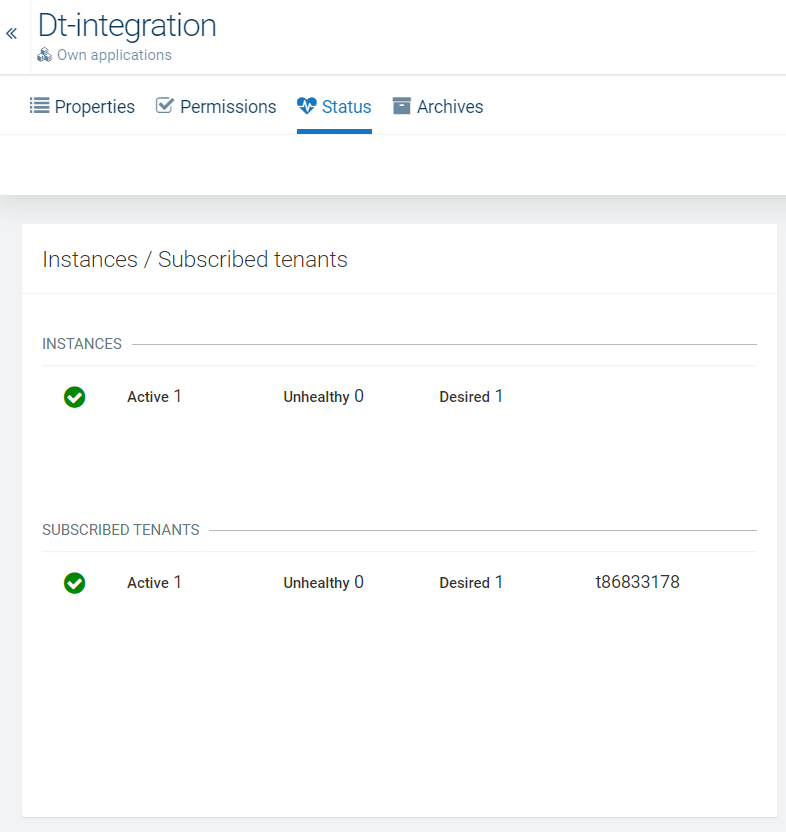 Dt-integration
Own applications
Properties Permissions Status Archives
Instances / Subscribed tenants
INSTANCES
Active 1 Unhealthy 0 Desired 1
SUBSCRIBED TENANTS
Active 1 Unhealthy 0 Desired 1 t86833178